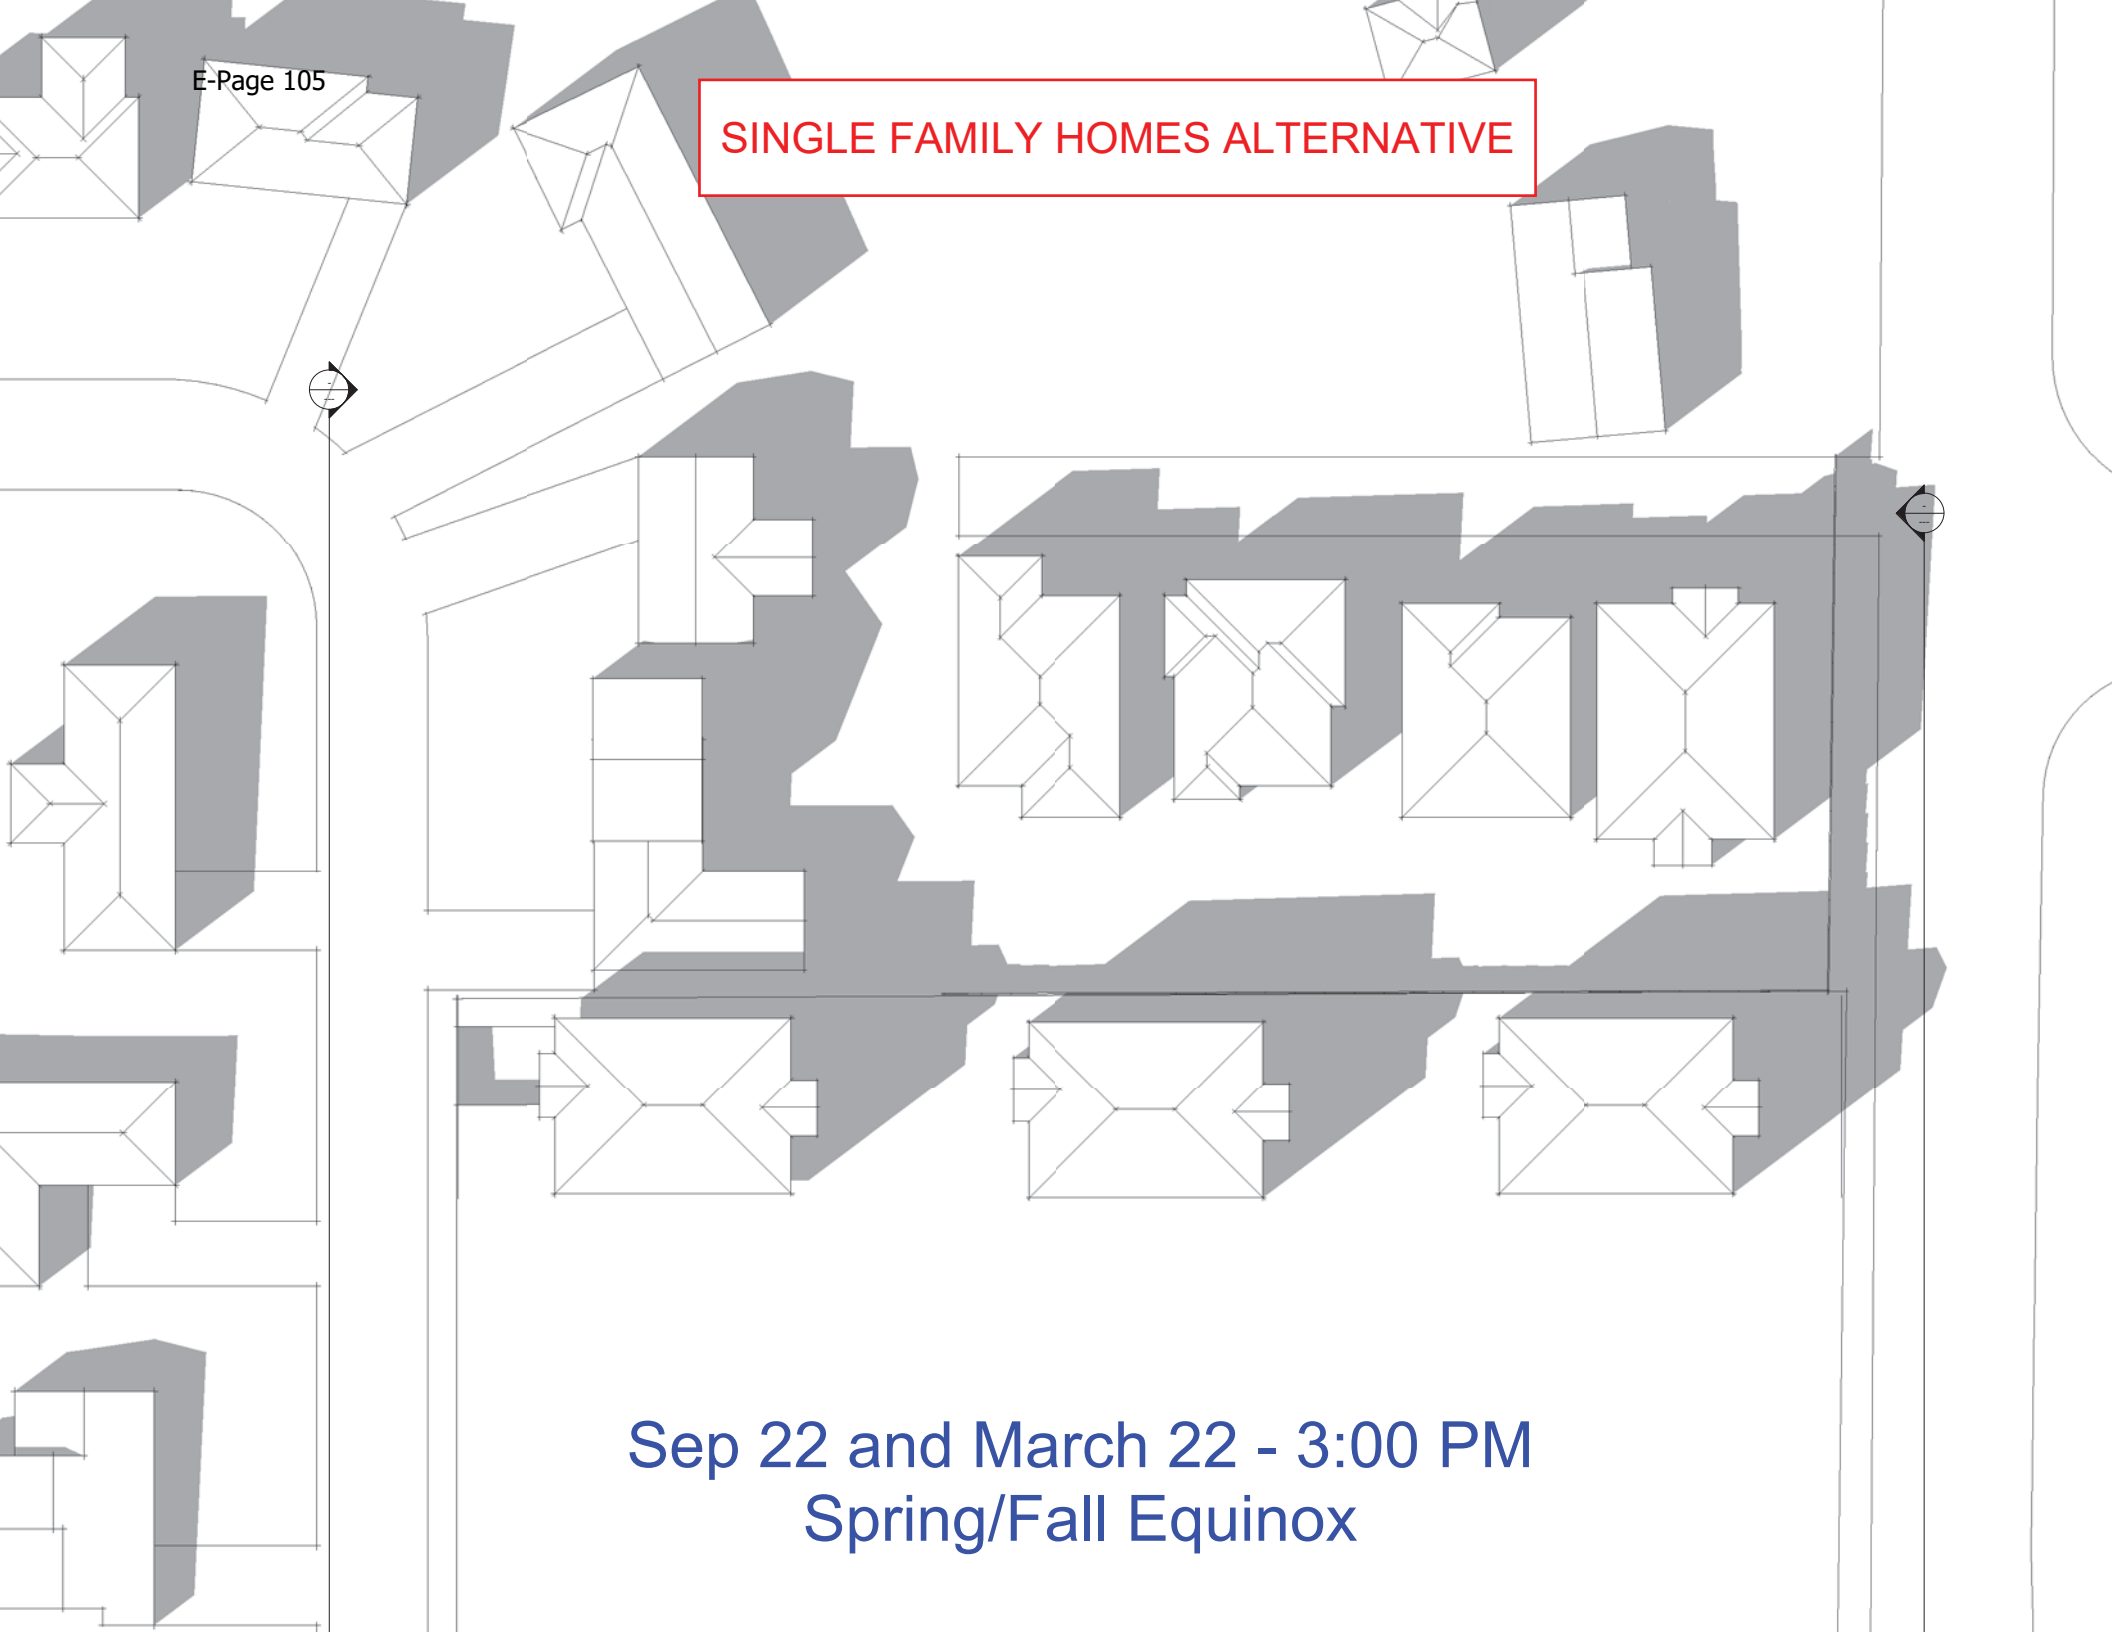 E-Page 105
SINGLE FAMILY HOMES ALTERNATIVE
Sep 22 and March 22 - 3:00 PM
Spring/Fall Equinox